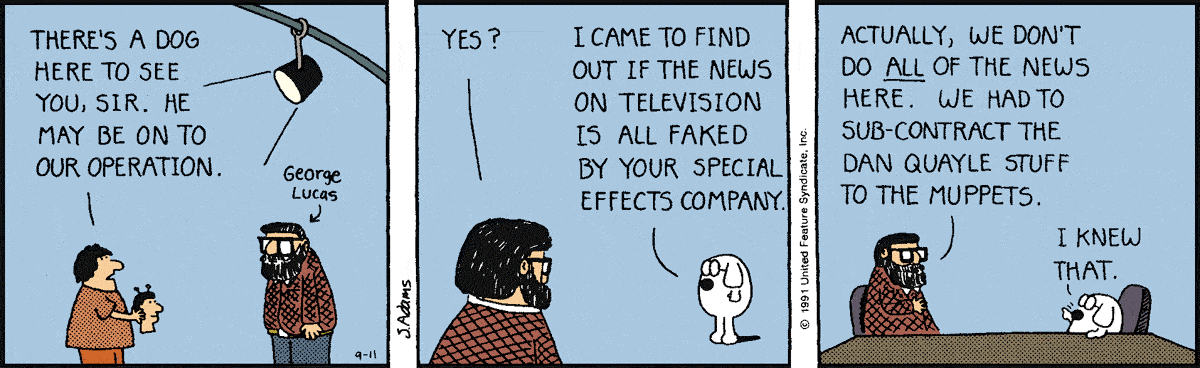 THERE'S A DOG
HERE TO SEE
YOU, SIR. HE
MAY BE ON TO
OUR OPERATION.
George
Lucas
9-11
J.Adams
YES?
I CAME TO FIND
OUT IF THE NEWS
ON TELEVISION
IS ALL FAKED
BY YOUR SPECIAL
EFFECTS COMPANY.
© 1991 United Feature Syndicate, Inc.
ACTUALLY, WE DON'T
DO ALL OF THE NEWS
HERE. WE HAD TO
SUB-CONTRACT THE
DAN QUAYLE STUFF
TO THE MUPPETS.
I KNEW
THAT.